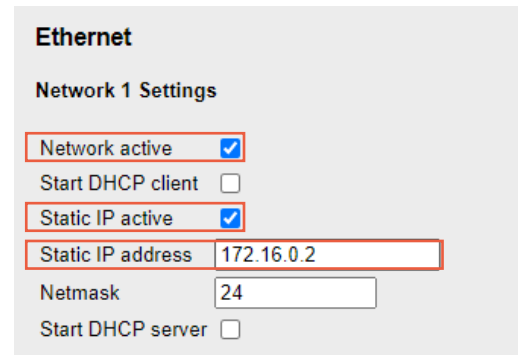 Ethernet
Network 1 Settings
Network active
Start DHCP client
Static IP active
Static IP address 172.16.0.2
Netmask 24
Start DHCP server